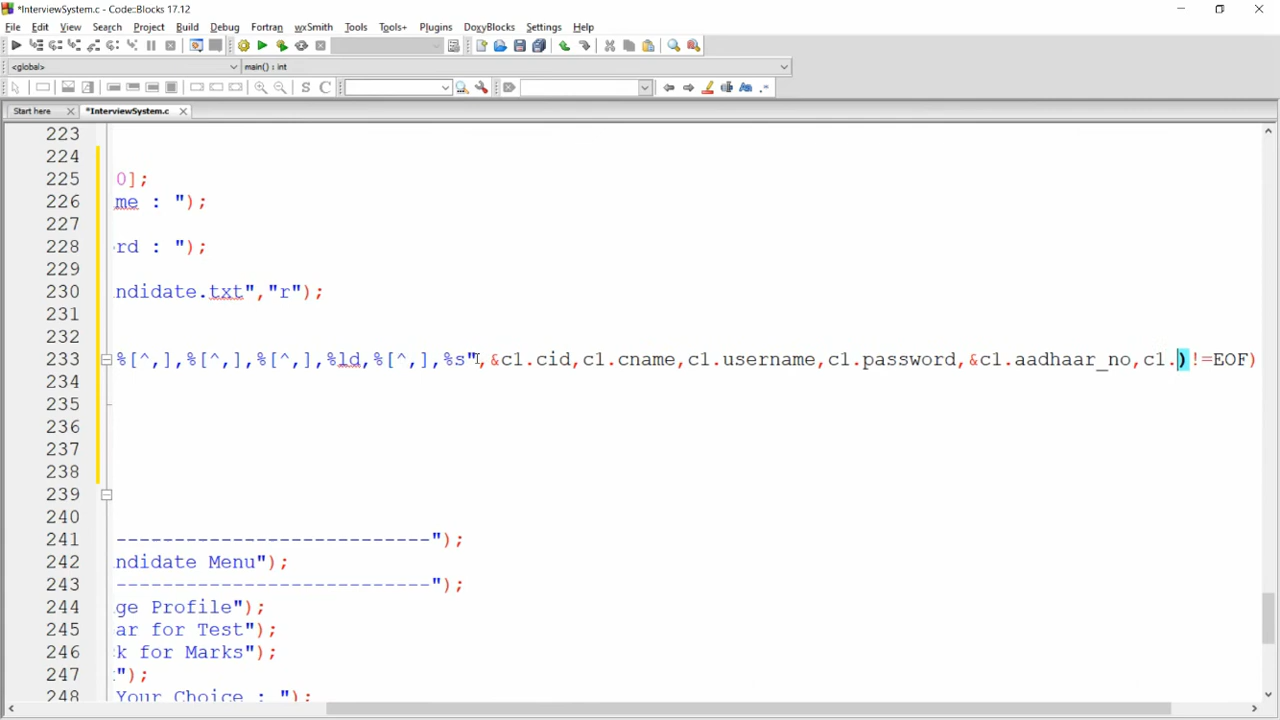 *InterviewSystem.c - Code::Blocks 17.12
File Edit View Search Project Build Debug Fortran wxSmith Tools Tools+ Plugins DoxyBlocks Settings Help
<global> main() : int
S C
Start here *InterviewSystem.c
223
224
225 0];
226 me : ");
227
228 rd : ");
229
230 ndidate.txt","r");
231
232
233 %[^,],%[^,],%[^,],%ld,%[^,],%s",&c1.cid,c1.cname,c1.username,c1.password,&c1.aadhaar_no,c1.)!=EOF)
234
235
236
237
238
239
240
241 --------------------------");
242 ndidate Menu");
243 --------------------------");
244 ge Profile");
245 ar for Test");
246 k for Marks");
247 ");
248 Your Choice : ");